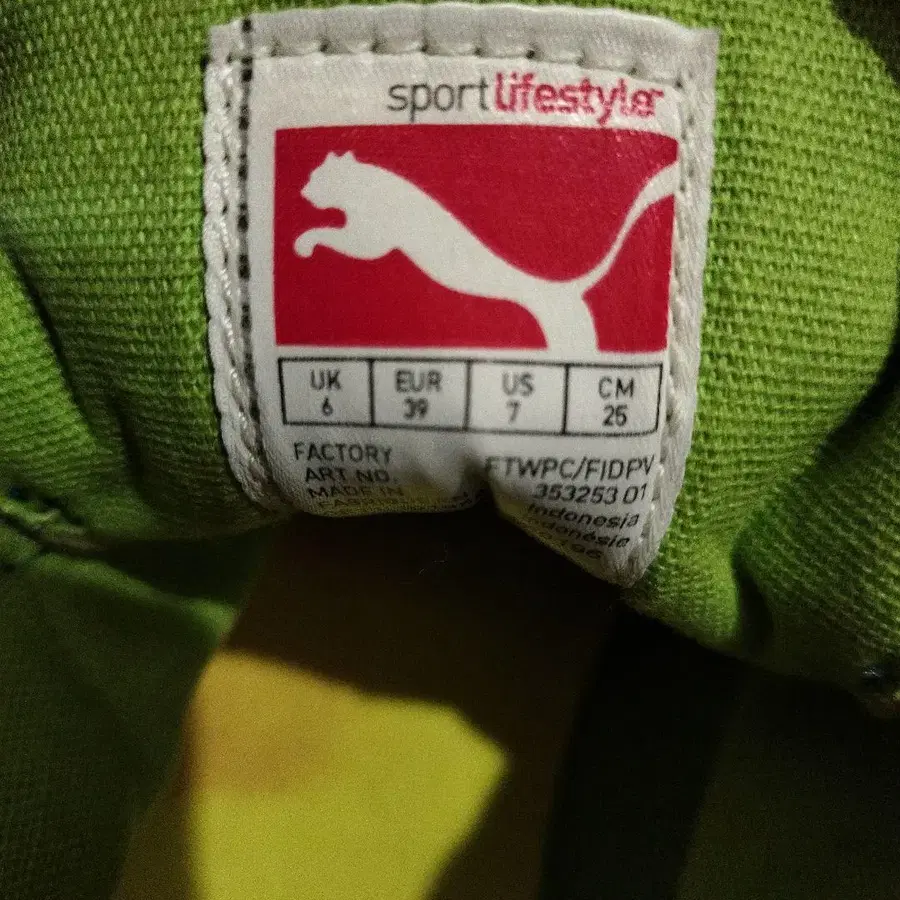 sportlifestyle
UK EUR US CM
6 39 7 25
FACTORY FTWPC/FIDPV
ART NO. 353253 01
MADE IN Indonesia
Indonésie